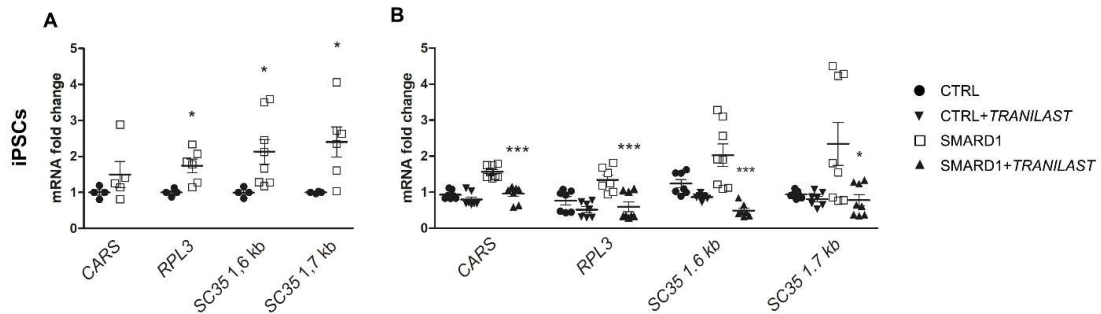 A
B
iPSCs
mRNA fold change
5
4
3
2
1
0
*
*
*
CARS
RPL3
SC35 1,6 kb
SC35 1,7 kb
mRNA fold change
5
4
3
2
1
0
***
***
***
*
CARS
RPL3
SC35 1.6 kb
SC35 1.7 kb
CTRL
CTRL+TRANILAST
SMARD1
SMARD1+TRANILAST